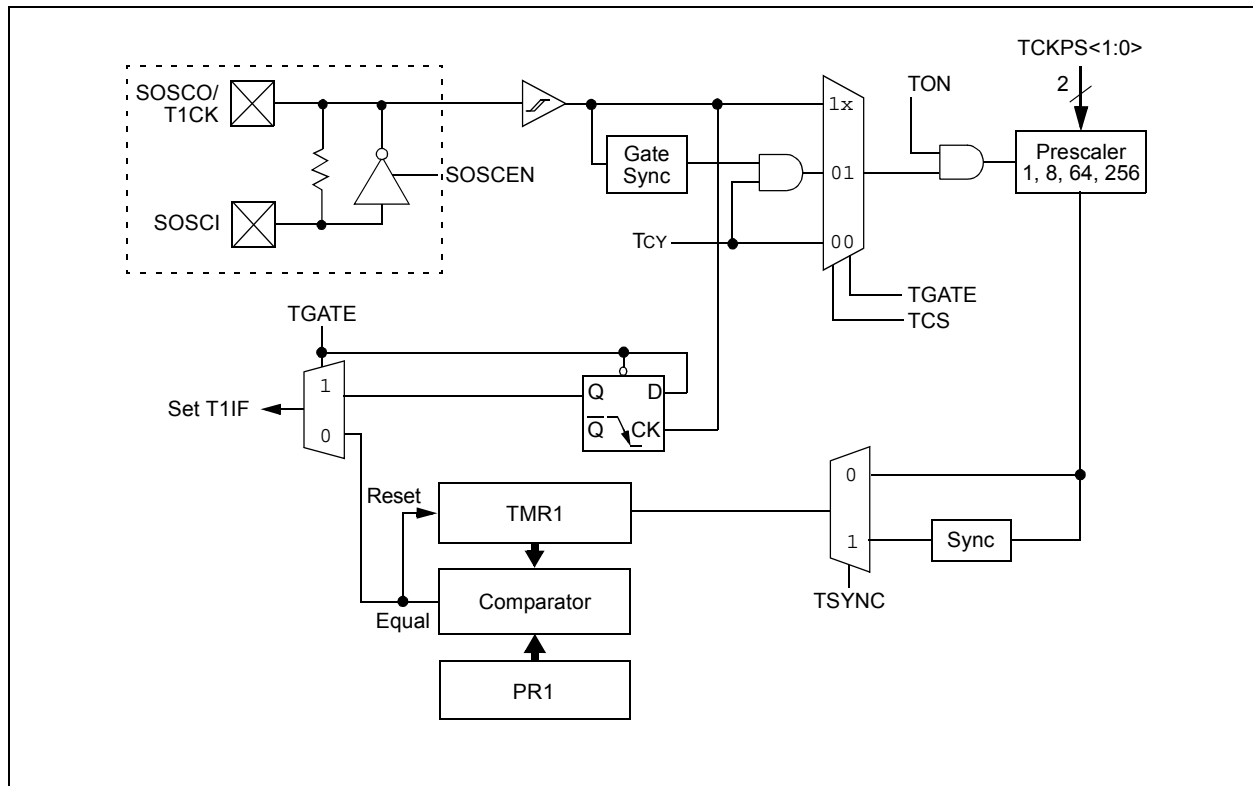 TCKPS<1:0>
2
SOSCO/
T1CK
SOSCI
SOSCEN
Gate
Sync
TCY
1x
01
00
TON
Prescaler
1, 8, 64, 256
TGATE
TCS
TGATE
1
0
Set T1IF
Q
D
Q
CK
Reset
TMR1
Equal
Comparator
PR1
0
1
Sync
TSYNC